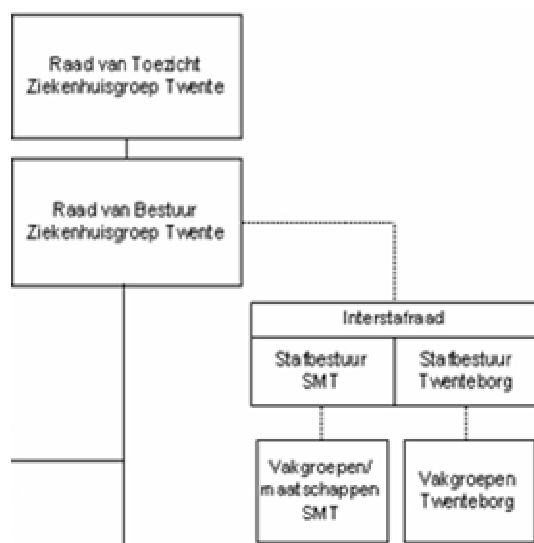 Raad van Toezicht
Ziekenhuisgroep Twente
Raad van Bestuur
Ziekenhuisgroep Twente
Interstafraad
Stafbestuur
SMT
Stafbestuur
Twenteborg
Vakgroepen/
maatschappen
SMT
Vakgroepen
Twenteborg